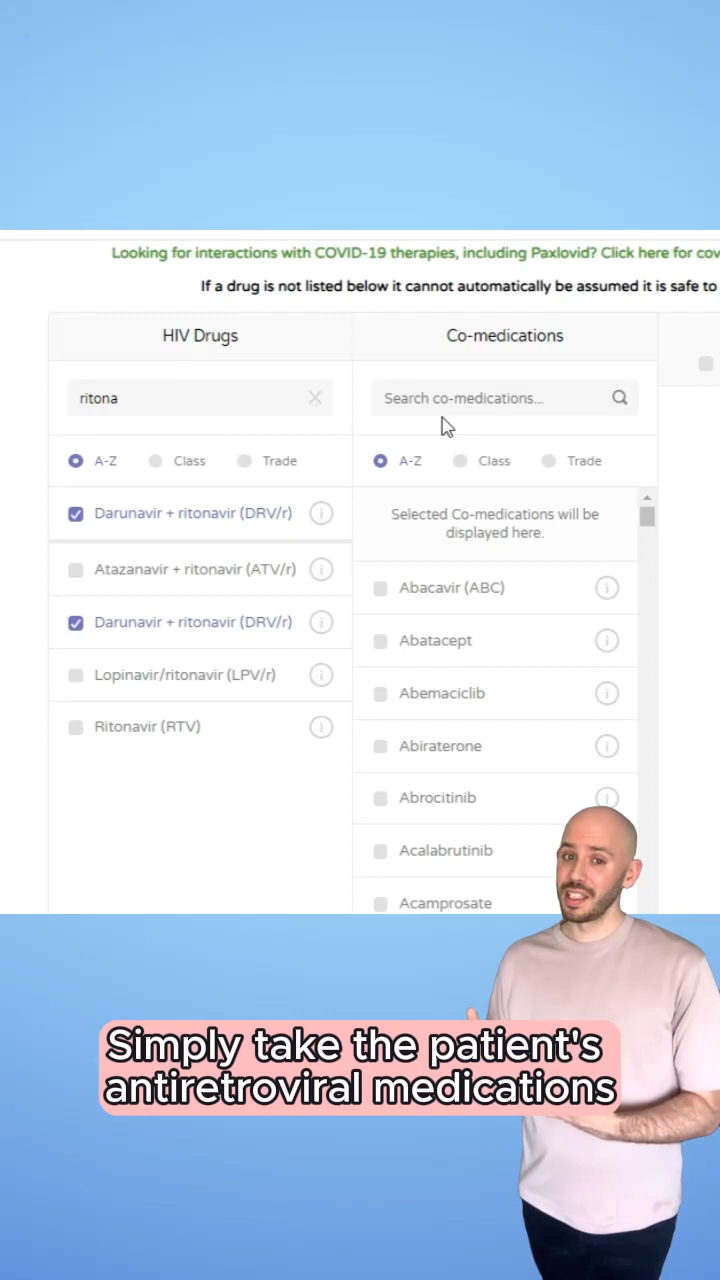 Looking for interactions with COVID-19 therapies, including Paxlovid? Click here for cov
If a drug is not listed below it cannot automatically be assumed it is safe to
HIV Drugs
Co-medications
ritona
Search co-medications...
A-Z Class Trade
A-Z Class Trade
Darunavir + ritonavir (DRV/r)
Atazanavir + ritonavir (ATV/r)
Darunavir + ritonavir (DRV/r)
Lopinavir/ritonavir (LPV/r)
Ritonavir (RTV)
Selected Co-medications will be
displayed here.
Abacavir (ABC)
Abatacept
Abemaciclib
Abiraterone
Abrocitinib
Acalabrutinib
Acamprosate
Simply take the patient's
antiretroviral medications